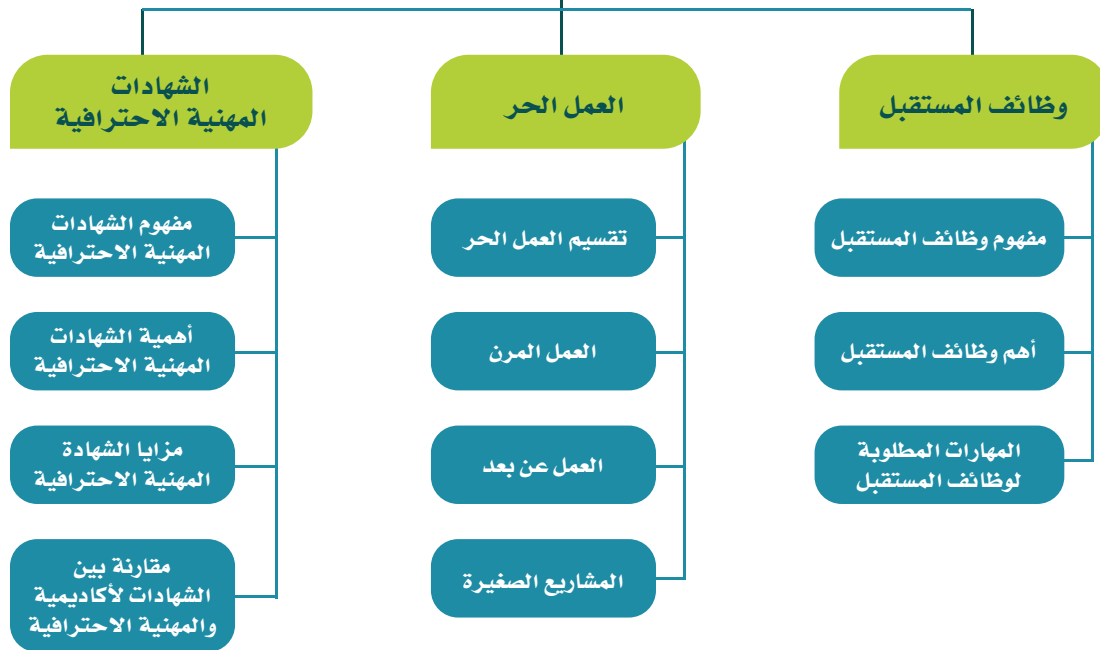 وظائف المستقبل
مفهوم وظائف المستقبل
أهم وظائف المستقبل
المهارات المطلوبة
لوظائف المستقبل
العمل الحر
تقسيم العمل الحر
العمل المرن
العمل عن بعد
المشاريع الصغيرة
الشهادات
المهنية الاحترافية
مفهوم الشهادات
المهنية الاحترافية
أهمية الشهادات
المهنية الاحترافية
مزايا الشهادة
المهنية الاحترافية
مقارنة بين
الشهادات لأكاديمية
والمهنية الاحترافية